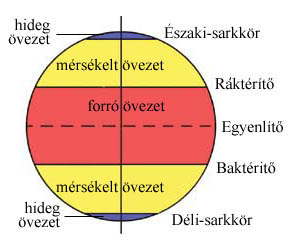 hideg
övezet
Északi-sarkkör
mérsékelt övezet
Ráktérítő
forró övezet
Egyenlítő
Baktérítő
mérsékelt övezet
hideg
övezet
Déli-sarkkör